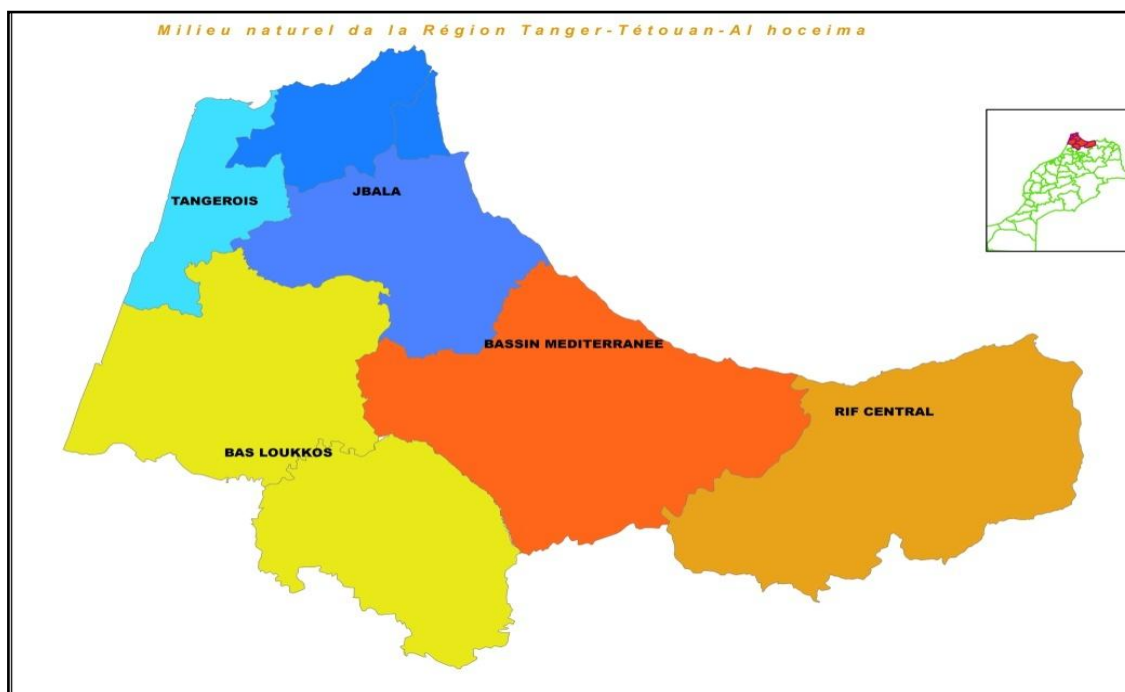 Milieu naturel da la Région Tanger-Tétouan-Al hoceima
TANGEROIS
JBALA
BASSIN MEDITERRANEE
RIF CENTRAL
BAS LOUKKOS